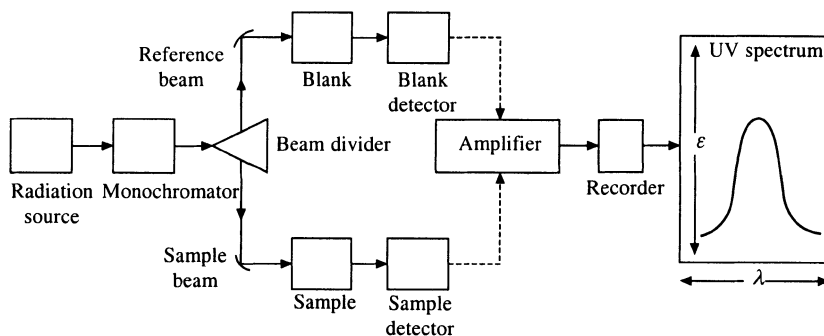 Reference
beam
Blank
Blank
detector
UV spectrum
ε
λ
Radiation
source
Monochromator
Beam divider
Amplifier
Recorder
Sample
beam
Sample
Sample
detector